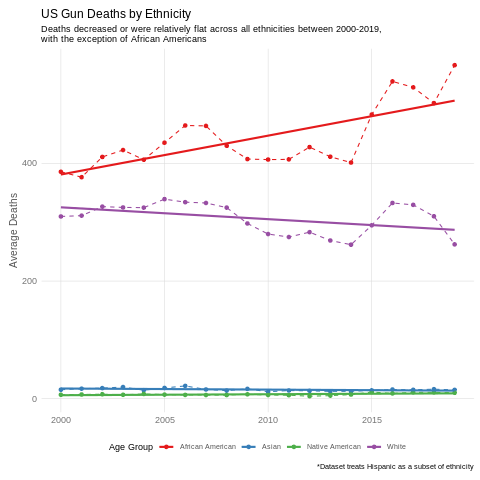 US Gun Deaths by Ethnicity
Deaths decreased or were relatively flat across all ethnicities between 2000-2019,
with the exception of African Americans
Average Deaths
400
200
0
2000 2005 2010 2015
Age Group African American Asian Native American White
*Dataset treats Hispanic as a subset of ethnicity